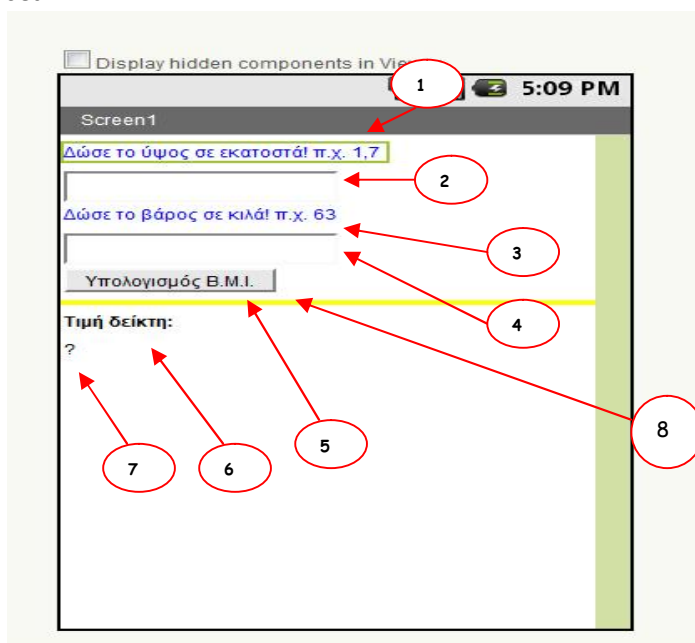 Display hidden components in Vie
1
5:09 PM
Screen1
Δώσε το ύψος σε εκατοστά! π.χ. 1,7
2
Δώσε το βάρος σε κιλά! π.χ. 63
3
Υπολογισμός B.M.I.
Τιμή δείκτη:
4
?
8
5
7
6